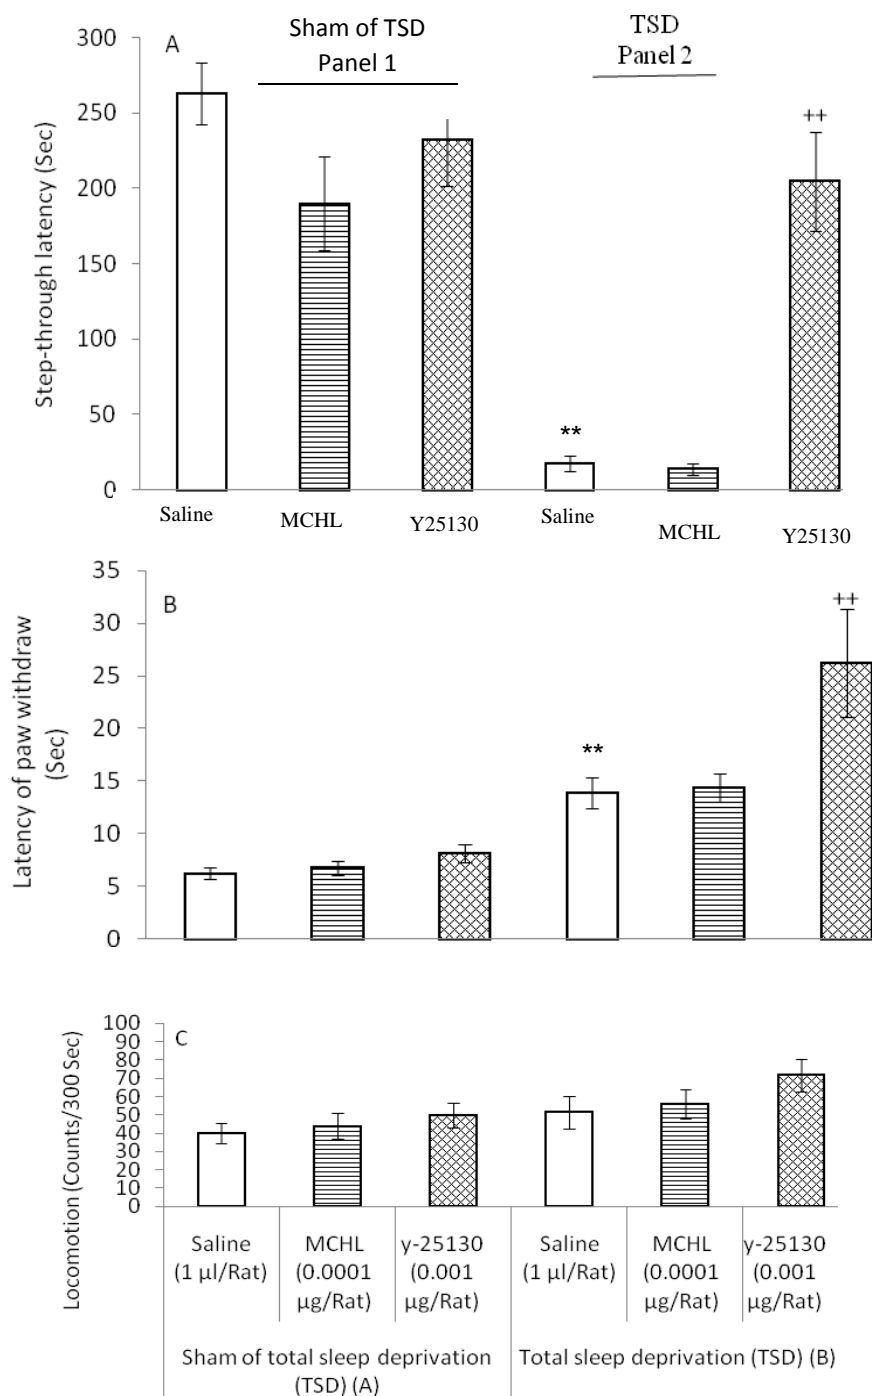 A
Sham of TSD
Panel 1
TSD
Panel 2
300
250
200
150
100
50
0
Step-through latency (Sec)
++
**
Saline
MCHL
Y25130
Saline
MCHL
Y25130
B
35
30
25
20
15
10
5
0
Latency of paw withdraw
(Sec)
**
++
C
100
90
80
70
60
50
40
30
20
10
0
Locomotion (Counts/300 Sec)
Saline
(1 µl/Rat)
MCHL
(0.0001
µg/Rat)
y-25130
(0.001
µg/Rat)
Saline
(1 µl/Rat)
MCHL
(0.0001
µg/Rat)
y-25130
(0.001
µg/Rat)
Sham of total sleep deprivation
(TSD) (A)
Total sleep deprivation (TSD) (B)